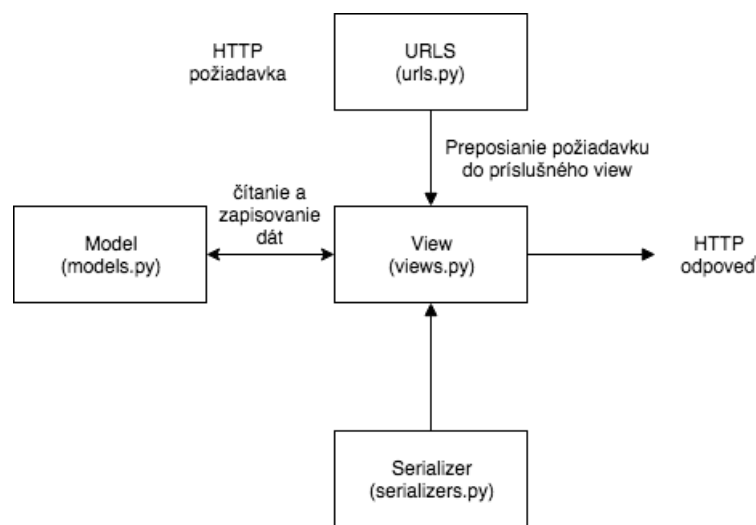 HTTP
požiadavka
URLS
(urls.py)
Preposianie požiadavku
do príslušného view
čítanie a
zapisovanie
dát
Model
(models.py)
View
(views.py)
HTTP
odpoveď
Serializer
(serializers.py)